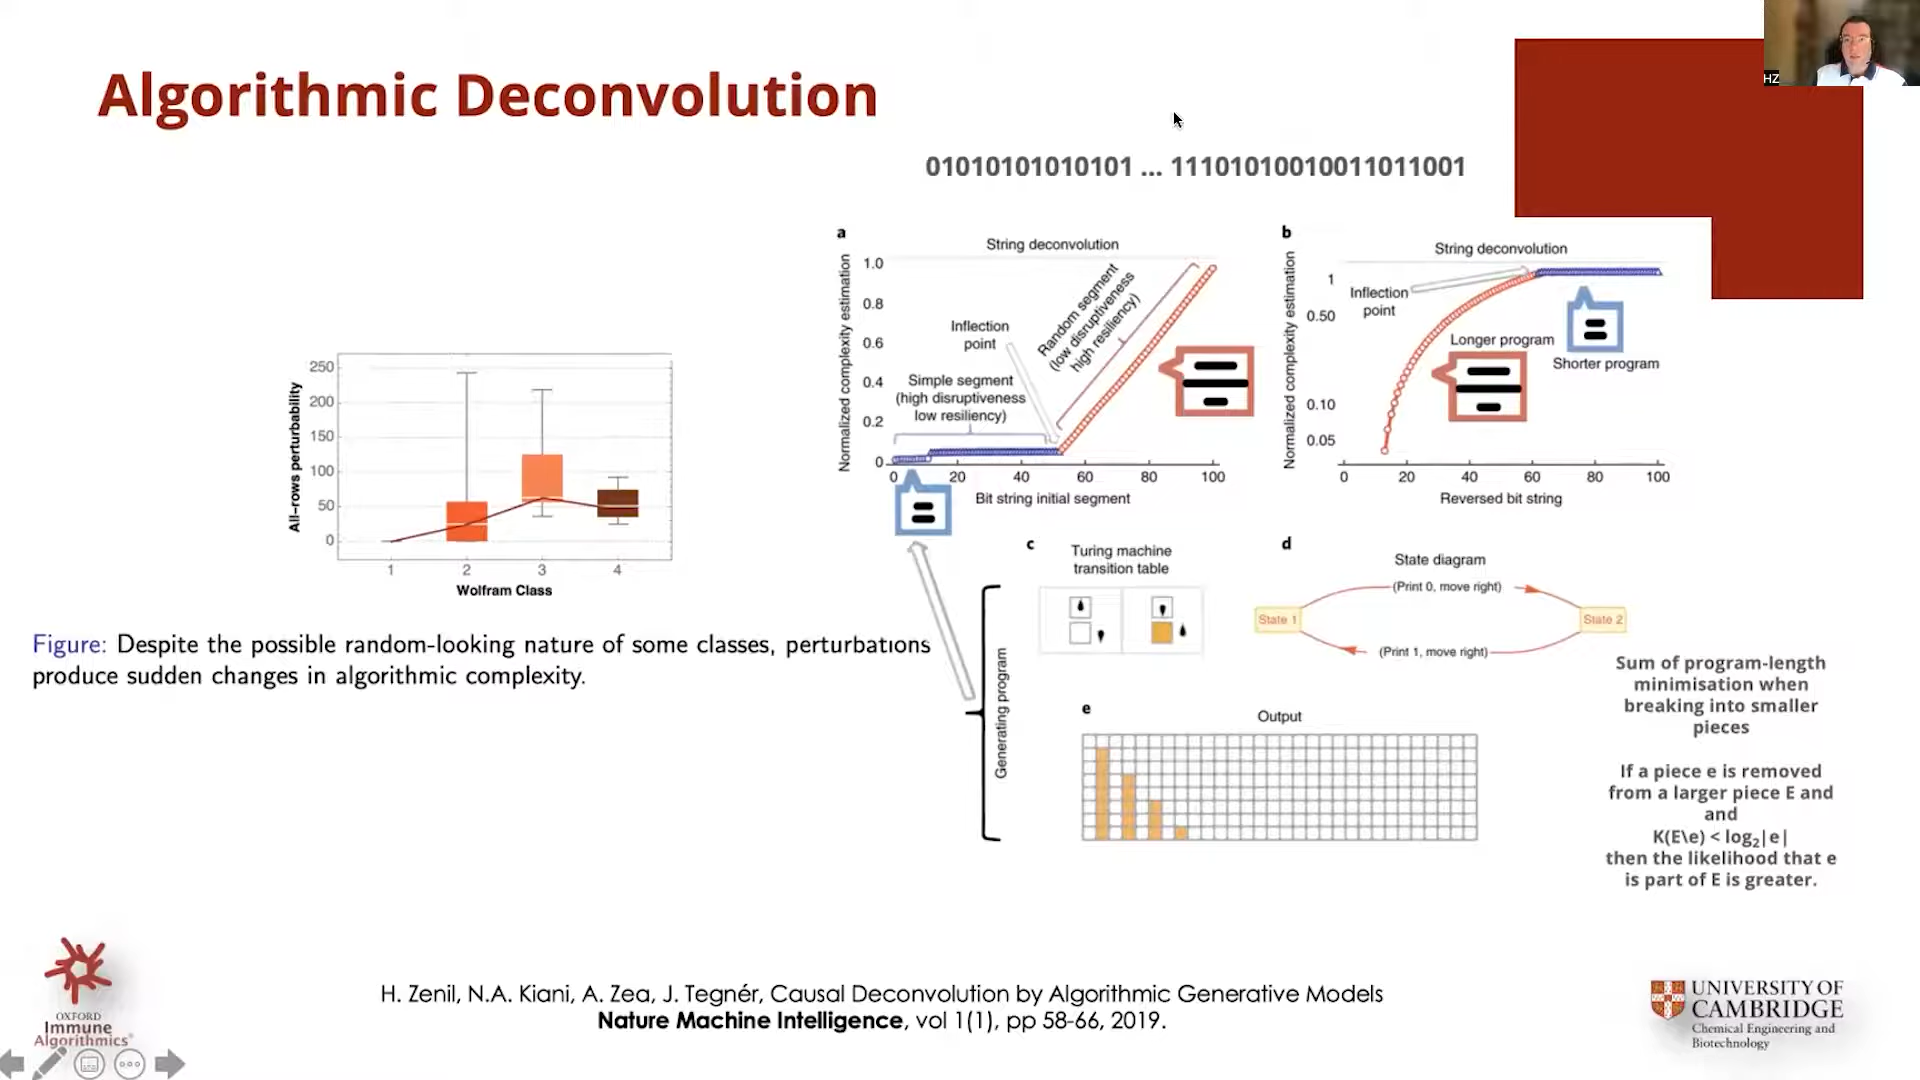 HZ
Algorithmic Deconvolution
01010101010101 ... 11101010010011011001
250
200
150
100
50
0
All-rows perturbability
1 2 3 4
Wolfram Class
Figure: Despite the possible random-looking nature of some classes, perturbations
produce sudden changes in algorithmic complexity.
a
String deconvolution
Normalized complexity estimation
1.0
0.8
0.6
0.4
0.2
0
Inflection
point
Simple segment
(high disruptiveness
low resiliency)
Random segment
(low disruptiveness
high resiliency)
0 20 40 60 80 100
Bit string initial segment
b
String deconvolution
Normalized complexity estimation
1
0.50
0.10
0.05
Inflection
point
Longer program
Shorter program
0 20 40 60 80 100
Reversed bit string
c
Turing machine
transition table
d
State diagram
(Print 0, move right)
State 1
State 2
(Print 1, move right)
Generating program
e
Output
Sum of program-length
minimisation when
breaking into smaller
pieces
If a piece e is removed
from a larger piece E and
and
K(E\e) < log₂|e|
then the likelihood that e
is part of E is greater.
OXFORD
Immune
Algorithmics
H. Zenil, N.A. Kiani, A. Zea, J. Tegnér, Causal Deconvolution by Algorithmic Generative Models
Nature Machine Intelligence, vol 1(1), pp 58-66, 2019.
UNIVERSITY OF
CAMBRIDGE
Chemical Engineering and
Biotechnology